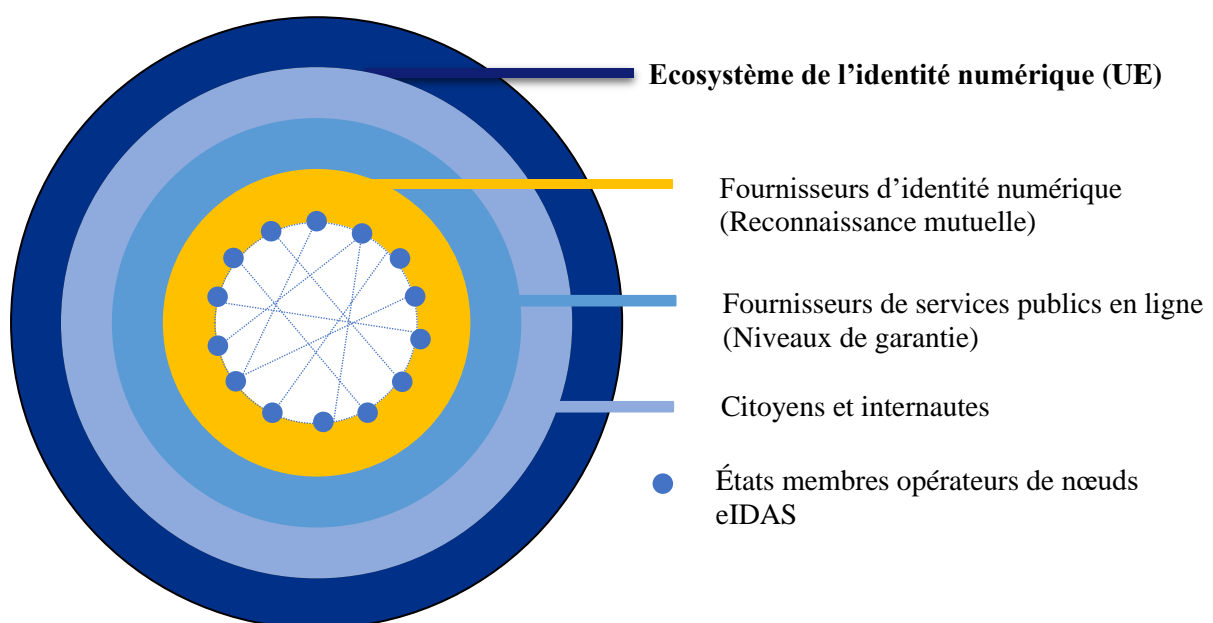 Ecosystème de l’identité numérique (UE)
Fournisseurs d’identité numérique
(Reconnaissance mutuelle)
Fournisseurs de services publics en ligne
(Niveaux de garantie)
Citoyens et internautes
États membres opérateurs de nœuds
eIDAS